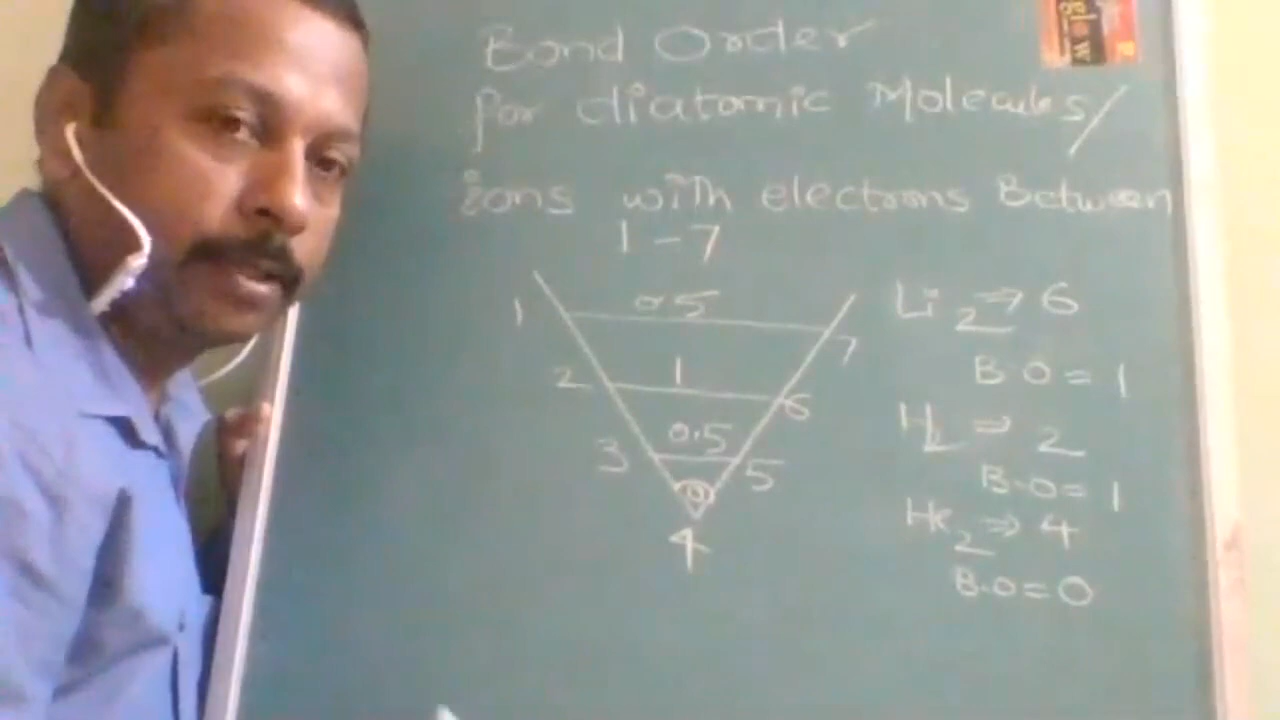 Bond Order
for diatomic Molecules/
ions with electrons Between
1-7
1 0.5 7
2 1 6
3 0.5 5
0
4
Li2 ⇒ 6
B.O = 1
H2 ⇒ 2
B.O = 1
He2 ⇒ 4
B.O = 0